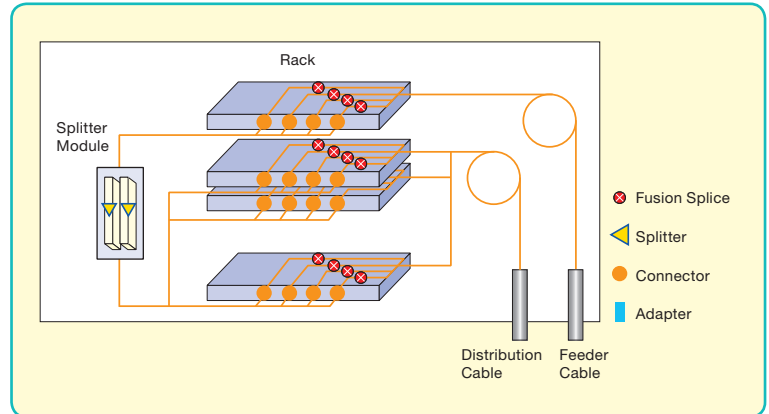 Rack
Splitter
Module
Fusion Splice
Splitter
Connector
Adapter
Distribution
Cable
Feeder
Cable